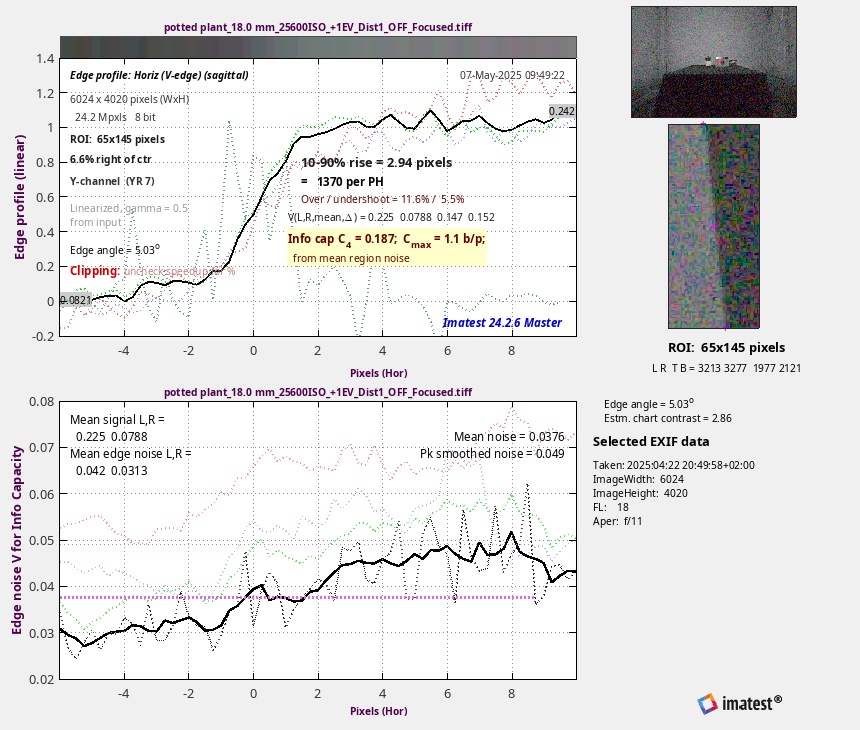 potted plant_18.0 mm_25600ISO_+1EV_Dist1_OFF_Focused.tiff
Edge profile: Horiz (V-edge) (sagittal)
07-May-2025 09:49:22
6024 x 4020 pixels (WxH)
24.2 Mpxls 8 bit
ROI: 65x145 pixels
6.6% right of ctr
Y-channel (YR 7)
Linearized, gamma = 0.5
from input
Edge angle = 5.03o
Clipping: uncheck speedup for %
10-90% rise = 2.94 pixels
= 1370 per PH
Over / undershoot = 11.6% / 5.5%
V(L,R,mean,Δ) = 0.225 0.0788 0.147 0.152
Info cap C4 = 0.187; Cmax = 1.1 b/p;
from mean region noise
0.242
0.0821
Imatest 24.2.6 Master
Edge profile (linear)
1.4
1.2
1
0.8
0.6
0.4
0.2
0
-0.2
-4 -2 0 2 4 6 8
Pixels (Hor)
potted plant_18.0 mm_25600ISO_+1EV_Dist1_OFF_Focused.tiff
Mean signal L,R =
0.225 0.0788
Mean edge noise L,R =
0.042 0.0313
Mean noise = 0.0376
Pk smoothed noise = 0.049
Edge noise V for Info Capacity
0.08
0.07
0.06
0.05
0.04
0.03
0.02
-4 -2 0 2 4 6 8
Pixels (Hor)
ROI: 65x145 pixels
L R T B = 3213 3277 1977 2121
Edge angle = 5.03o
Estm. chart contrast = 2.86
Selected EXIF data
Taken: 2025:04:22 20:49:58+02:00
ImageWidth: 6024
ImageHeight: 4020
FL: 18
Aper: f/11
imatest®